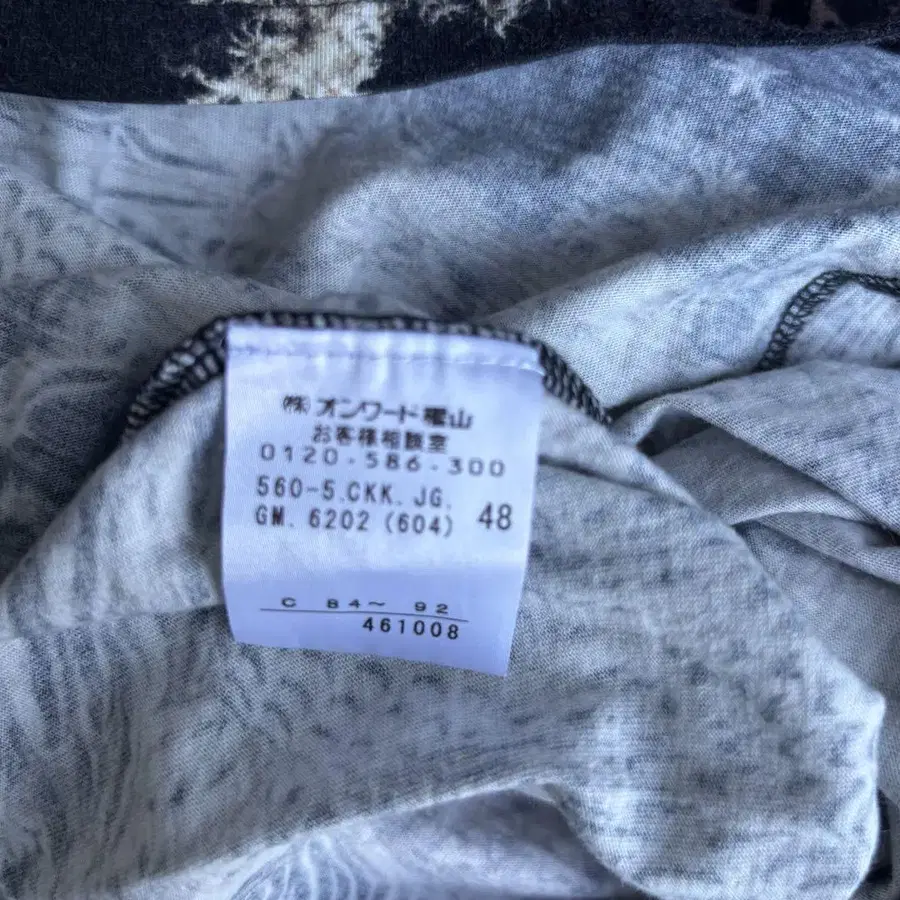 (株)オンワード樫山
お客様相談室
0120-586-300
560-5.CKK.JG.
GM.6202(604) 48
C 84~ 92
461008